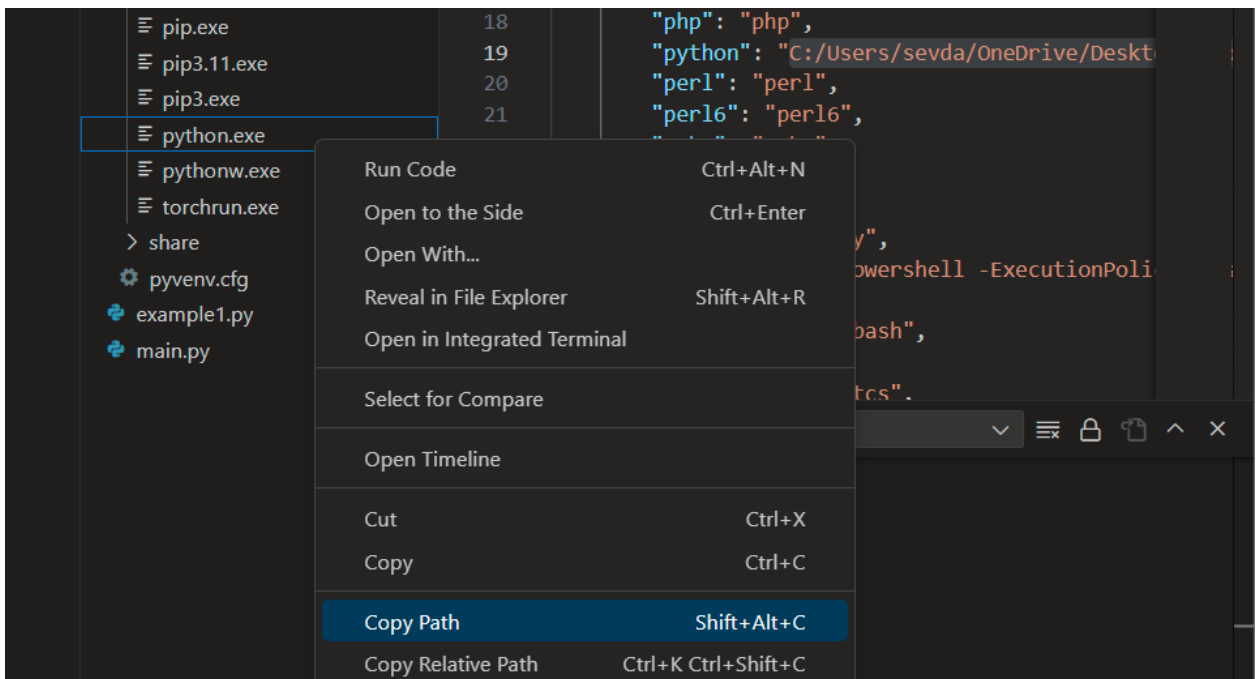 pip.exe
pip3.11.exe
pip3.exe
python.exe
pythonw.exe
torchrun.exe
share
pyvenv.cfg
example1.py
main.py
18 "php": "php",
19 "python": "C:/Users/sevda/OneDrive/Deskt
20 "perl": "perl",
21 "perl6": "perl6",
y",
owershell -ExecutionPoli
bash",
tcs",
Run Code Ctrl+Alt+N
Open to the Side Ctrl+Enter
Open With...
Reveal in File Explorer Shift+Alt+R
Open in Integrated Terminal
Select for Compare
Open Timeline
Cut Ctrl+X
Copy Ctrl+C
Copy Path Shift+Alt+C
Copy Relative Path Ctrl+K Ctrl+Shift+C